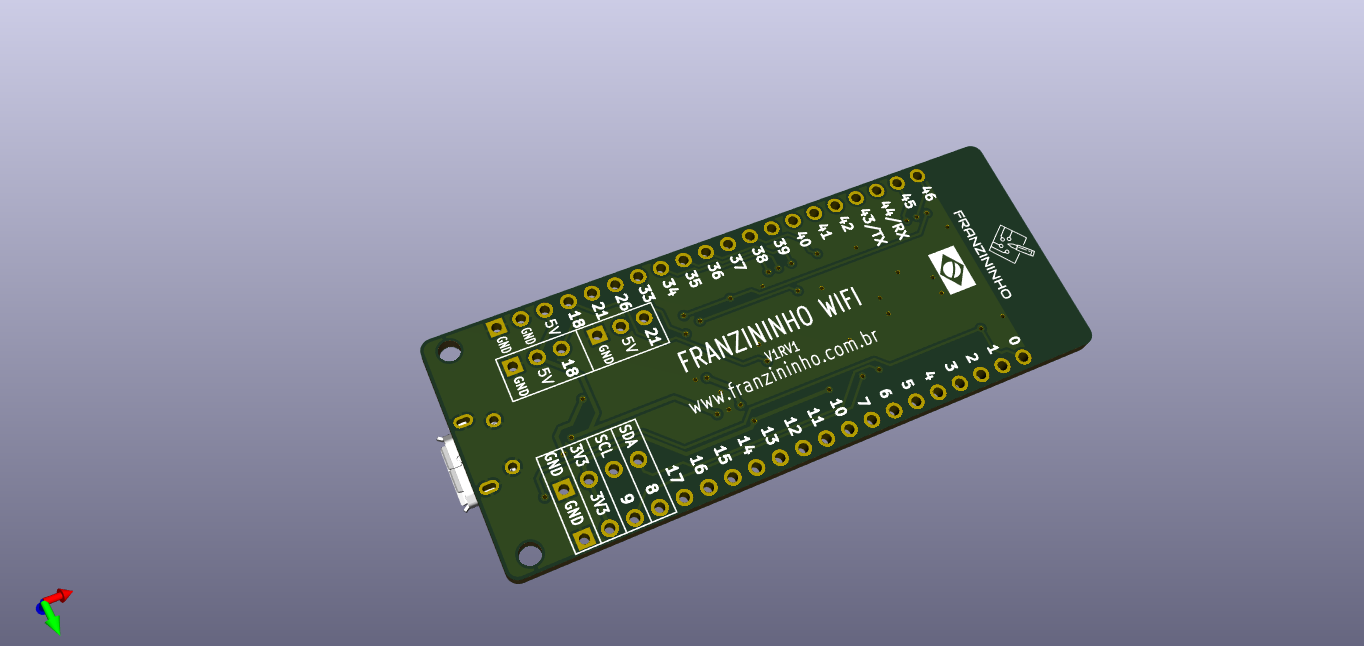 GND
GND
5V
18
21
26
33
34
35
36
37
38
39
40
41
42
43/TX
44/RX
45
46
GND
5V
18
GND
5V
21
FRANZININHO
FRANZININHO WIFI
V1RV1
www.franzininho.com.br
GND
3V3
SCL
SDA
GND
3V3
9
8
17
16
15
14
13
12
11
10
7
6
5
4
3
2
1
0